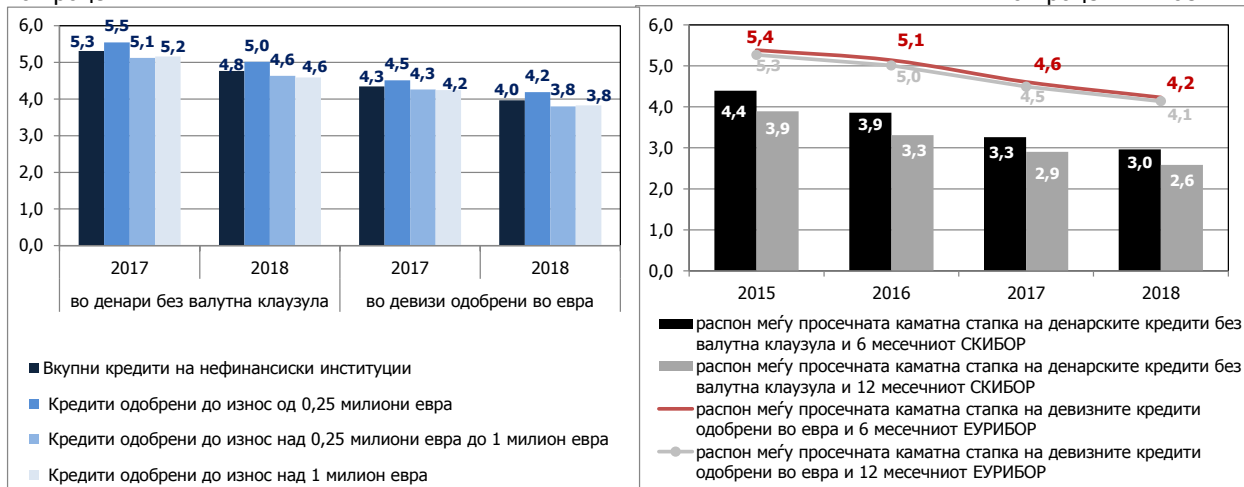 6,0
5,0
4,0
3,0
2,0
1,0
0,0
5,3 5,5 5,1 5,2
4,8 5,0 4,6 4,6
4,3 4,5 4,3 4,2
4,0 4,2 3,8 3,8
2017 2018 2017 2018
во денари без валутна клаузула во девизи одобрени во евра
Вкупни кредити на нефинансиски институции
Кредити одобрени до износ од 0,25 милиони евра
Кредити одобрени до износ над 0,25 милиони евра до 1 милион евра
Кредити одобрени до износ над 1 милион евра
6,0
5,0
4,0
3,0
2,0
1,0
0,0
5,4 5,1 4,6 4,2
5,3 5,0 4,5 4,1
4,4 3,9 3,9 3,3 3,3 2,9 3,0 2,6
2015 2016 2017 2018
распон меѓу просечната каматна стапка на денарските кредити без
валутна клаузула и 6 месечниот СКИБОР
распон меѓу просечната каматна стапка на денарските кредити без
валутна клаузула и 12 месечниот СКИБОР
распон меѓу просечната каматна стапка на девизните кредити
одобрени во евра и 6 месечниот ЕУРИБОР
распон меѓу просечната каматна стапка на девизните кредити
одобрени во евра и 12 месечниот ЕУРИБОР